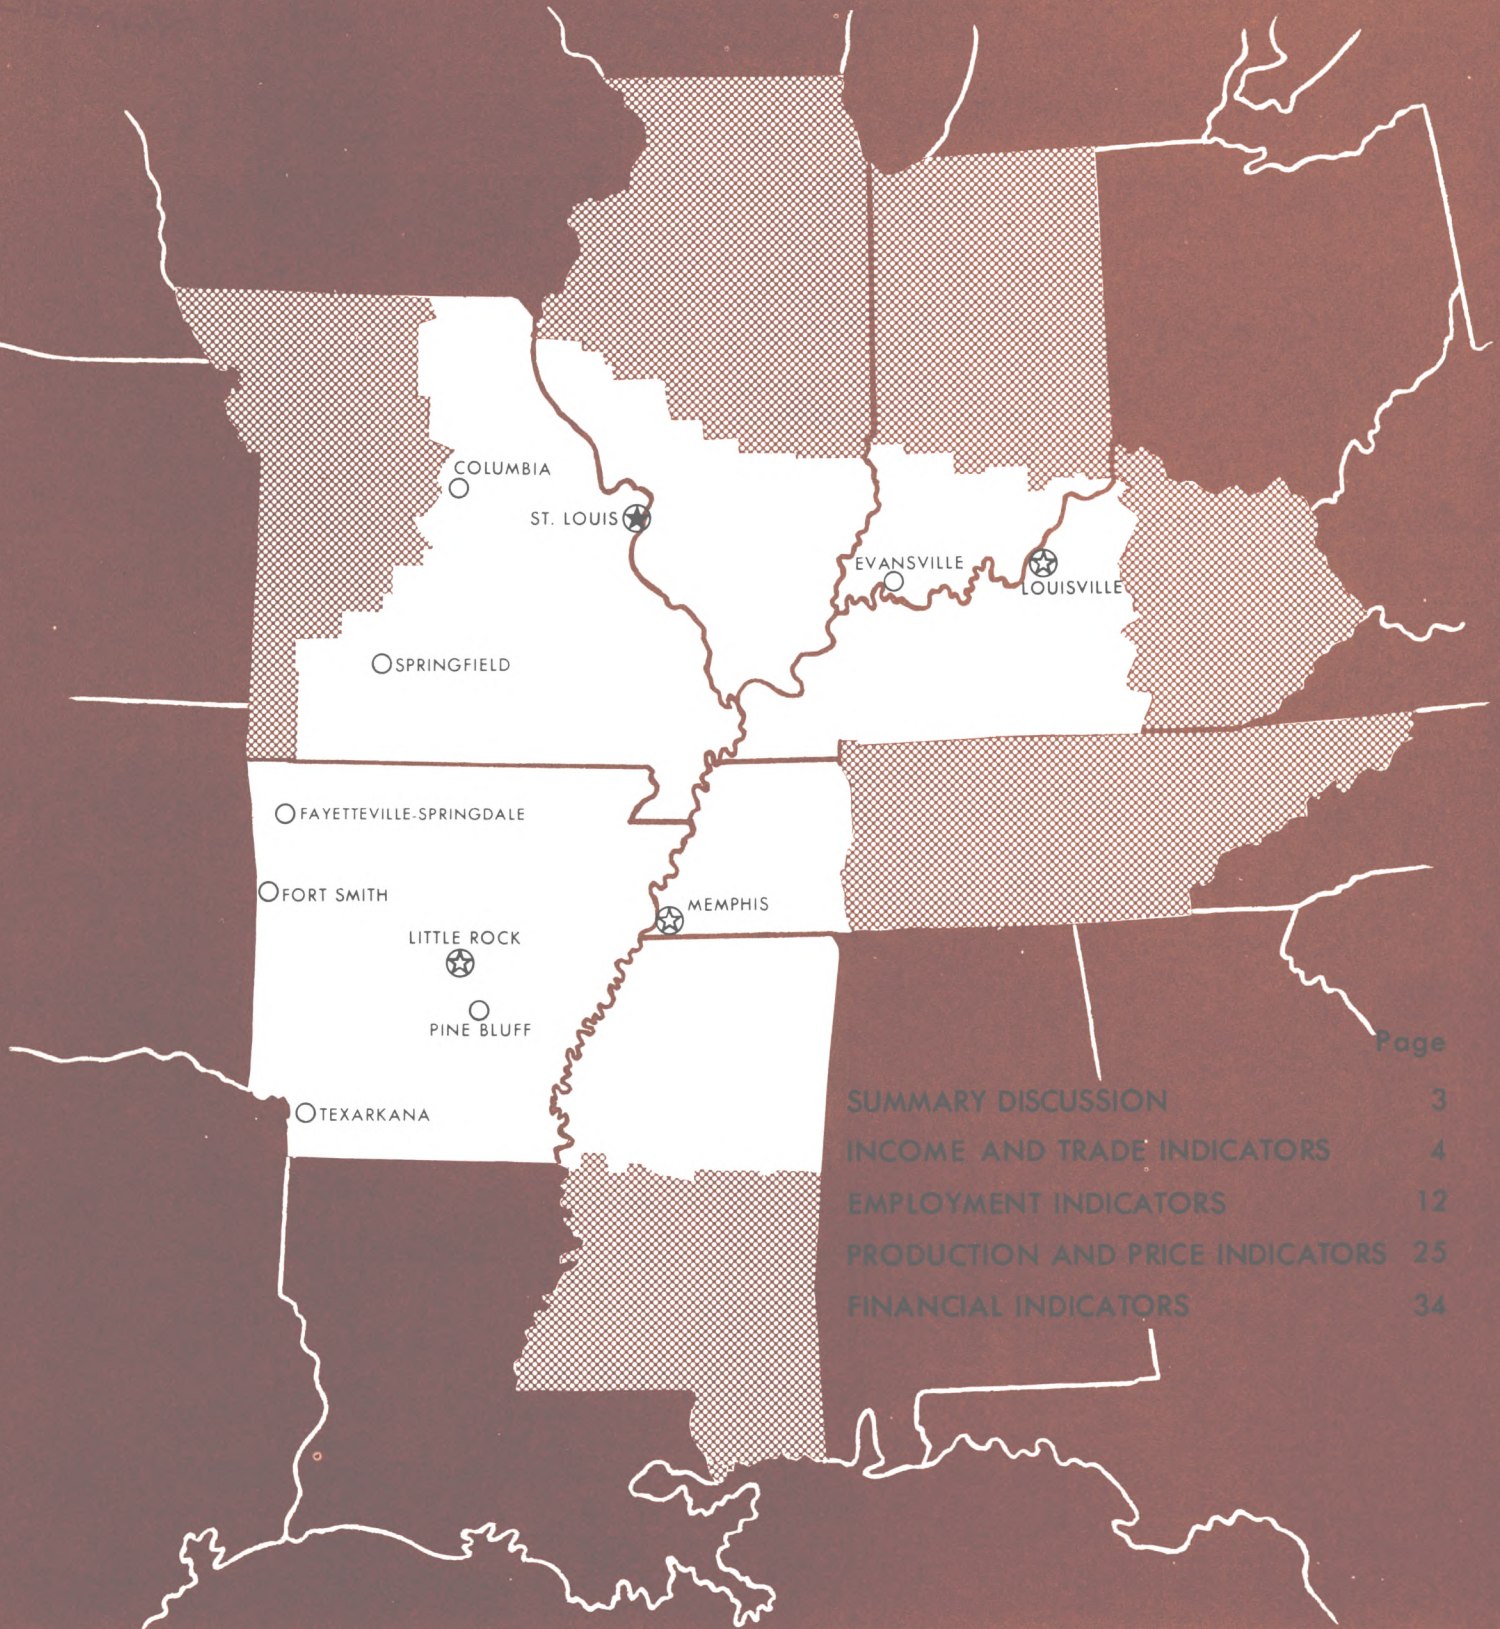 COLUMBIA
ST. LOUIS
EVANSVILLE
LOUISVILLE
SPRINGFIELD
FAYETTEVILLE-SPRINGDALE
FORT SMITH
MEMPHIS
LITTLE ROCK
PINE BLUFF
TEXARKANA
Page
SUMMARY DISCUSSION 3
INCOME AND TRADE INDICATORS 4
EMPLOYMENT INDICATORS 12
PRODUCTION AND PRICE INDICATORS 25
FINANCIAL INDICATORS 34